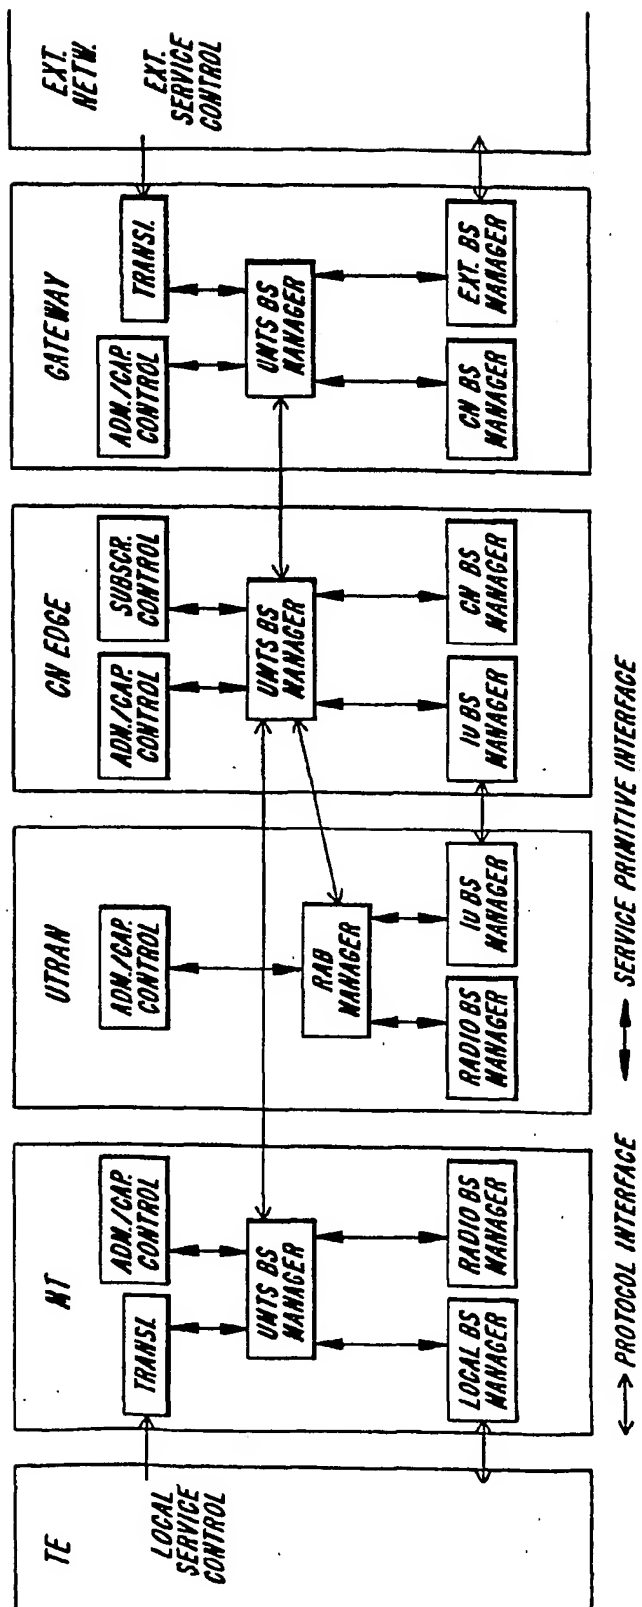 TE
LOCAL
SERVICE
CONTROL
MT
TRANSL.
ADM./CAP.
CONTROL
UMTS BS
MANAGER
LOCAL BS
MANAGER
RADIO BS
MANAGER
UTRAN
ADM./CAP.
CONTROL
RAB
MANAGER
RADIO BS
MANAGER
IU BS
MANAGER
CN EDGE
ADM./CAP.
CONTROL
SUBSCR.
CONTROL
UMTS BS
MANAGER
IU BS
MANAGER
CN BS
MANAGER
GATEWAY
ADM./CAP.
CONTROL
TRANSL.
UMTS BS
MANAGER
CN BS
MANAGER
EXT. BS
MANAGER
EXT.
NETW.
EXT.
SERVICE
CONTROL
PROTOCOL INTERFACE
SERVICE PRIMITIVE INTERFACE